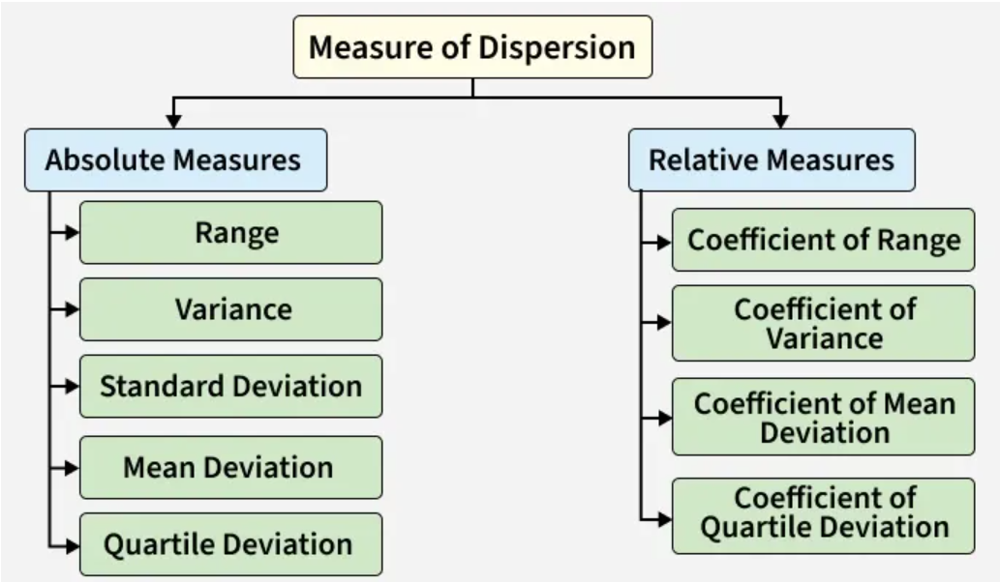 Measure of Dispersion
Absolute Measures
Range
Variance
Standard Deviation
Mean Deviation
Quartile Deviation
Relative Measures
Coefficient of Range
Coefficient of
Variance
Coefficient of Mean
Deviation
Coefficient of
Quartile Deviation